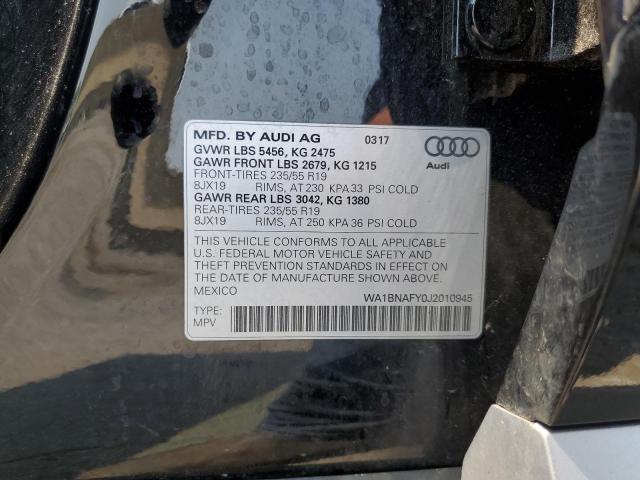 MFD. BY AUDI AG 0317
GVWR LBS 5456, KG 2475
GAWR FRONT LBS 2679, KG 1215
FRONT-TIRES 235/55 R19
8JX19 RIMS, AT 230 KPA 33 PSI COLD
GAWR REAR LBS 3042, KG 1380
REAR-TIRES 235/55 R19
8JX19 RIMS, AT 250 KPA 36 PSI COLD
Audi
THIS VEHICLE CONFORMS TO ALL APPLICABLE
U.S. FEDERAL MOTOR VEHICLE SAFETY AND
THEFT PREVENTION STANDARDS IN EFFECT ON
THE DATE OF MANUFACTURE SHOWN ABOVE.
MEXICO
WA1BNAFY0J2010945
TYPE:
MPV